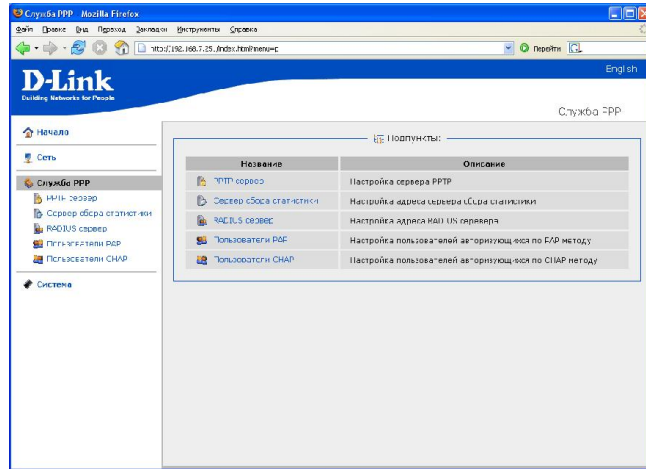 Служба PPP Mozilla Firefox
Файл Правка Вид Переход Закладки Инструменты Справка
Перейти
English
D-Link
Building Networks for People
Служба PPP
Начало
Сеть
Служба PPP
PPTP сервер
Сервер сбора статистики
RADIUS сервер
Пользователи PAP
Пользователи CHAP
Система
Подпункты:
Название Описание
PPTP сервер Настройка сервера PPTP
Сервер сбора статистики Настройка адреса сервера сбора статистики
RADIUS сервер Настройка адреса RADIUS серевера
Пользователи PAP Настройка пользователей авторизующихся по PAP методу
Пользователи CHAP Настройка пользователей авторизующихся по CHAP методу